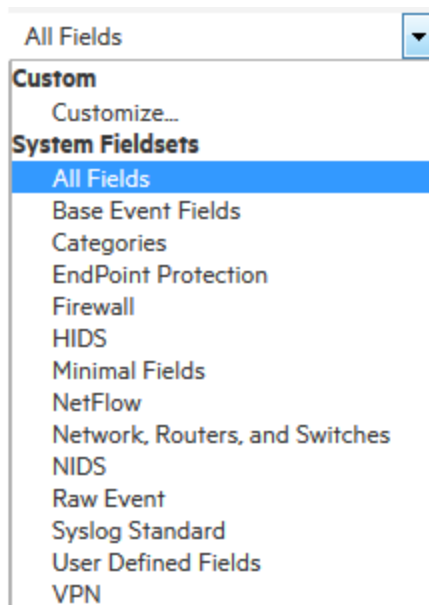 All Fields
Custom
Customize...
System Fieldsets
All Fields
Base Event Fields
Categories
EndPoint Protection
Firewall
HIDS
Minimal Fields
NetFlow
Network, Routers, and Switches
NIDS
Raw Event
Syslog Standard
User Defined Fields
VPN